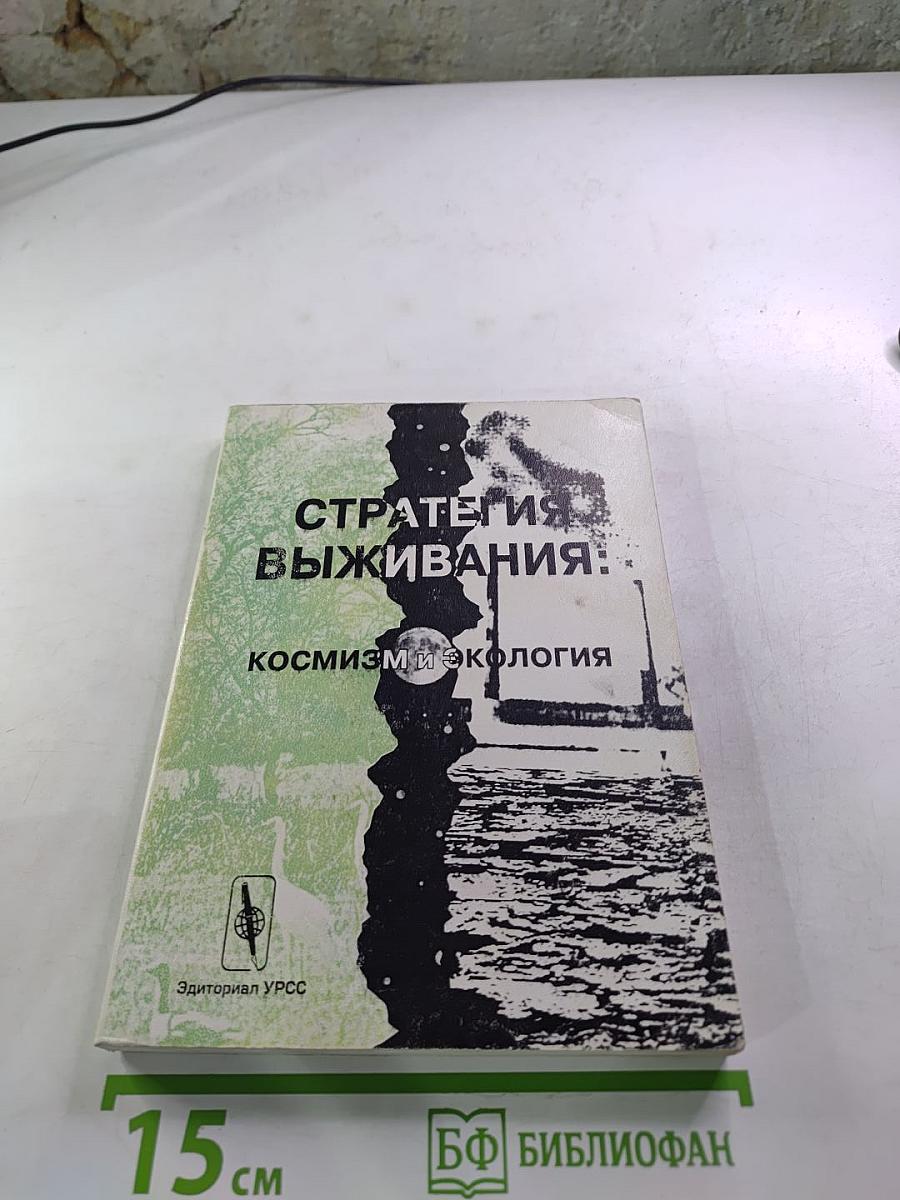 СТРАТЕГИЯ
ВЫЖИВАНИЯ:
КОСМИЗМ и ЭКОЛОГИЯ
Эдиториал УРСС
15 см
БФ БИБЛИОФАН